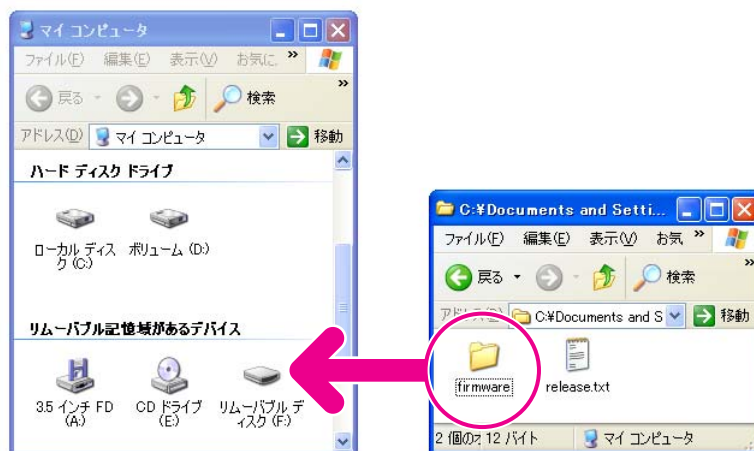 マイ コンピュータ
ファイル(F) 編集(E) 表示(V) お気に. »
戻る 検索 »
アドレス(D) マイ コンピュータ 移動
ハード ディスク ドライブ
ローカル ディス
ク (C:)
ボリューム (D:)
リムーバブル記憶域があるデバイス
3.5 インチ FD
(A:)
CD ドライブ
(E:)
リムーバブル デ
ィスク (F:)
C:¥Documents and Setti...
ファイル(F) 編集(E) 表示(V) お気 »
戻る 検索 »
C:¥Documents and S 移動
firmware
release.txt
2 個の 12 バイト マイ コンピュータ